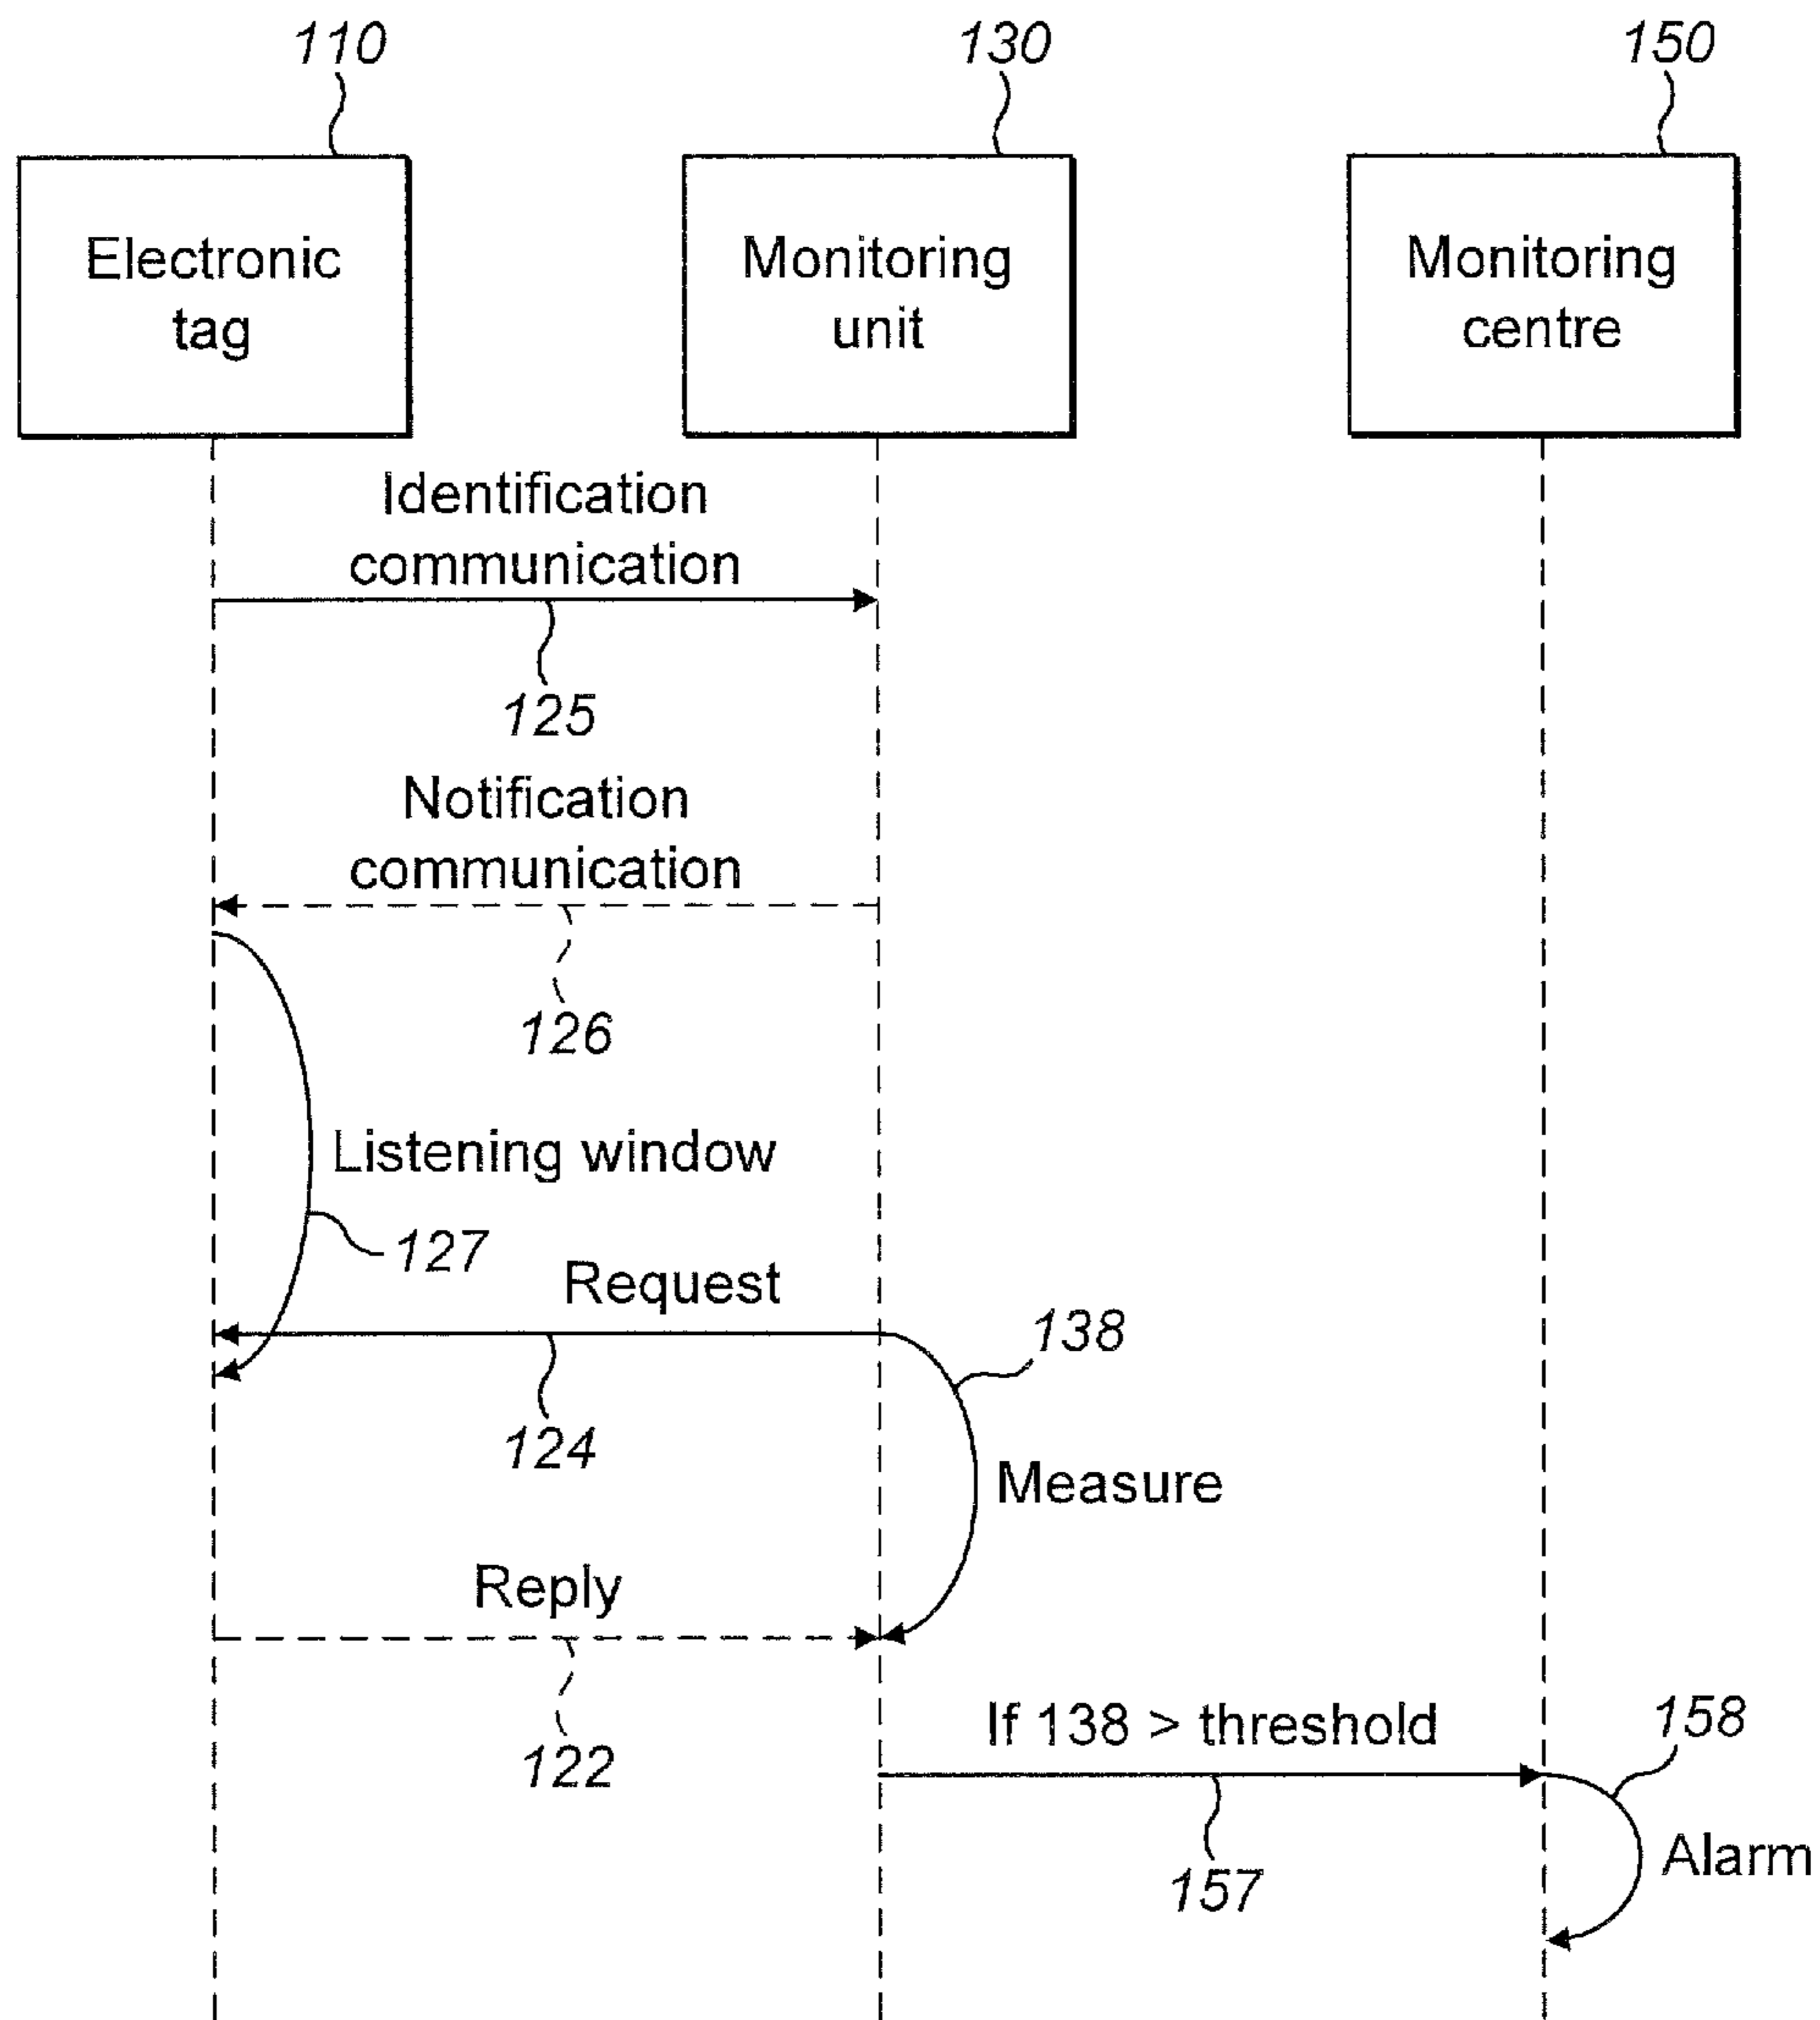 110
130
150
Electronic
tag
Monitoring
unit
Monitoring
centre
Identification
communication
125
Notification
communication
126
Listening window
127
Request
138
124
Measure
Reply
122
If 138 > threshold
158
157
Alarm